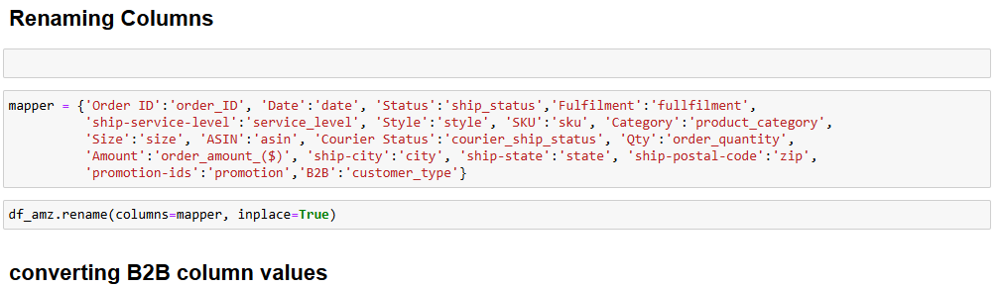 Renaming Columns
mapper = {'Order ID':'order_ID', 'Date':'date', 'Status':'ship_status','Fulfilment':'fullfilment',
'ship-service-level':'service_level', 'Style':'style', 'SKU':'sku', 'Category':'product_category',
'Size':'size', 'ASIN':'asin', 'Courier Status':'courier_ship_status', 'Qty':'order_quantity',
'Amount':'order_amount_($)', 'ship-city':'city', 'ship-state':'state', 'ship-postal-code':'zip',
'promotion-ids':'promotion','B2B':'customer_type'}
df_amz.rename(columns=mapper, inplace=True)
converting B2B column values